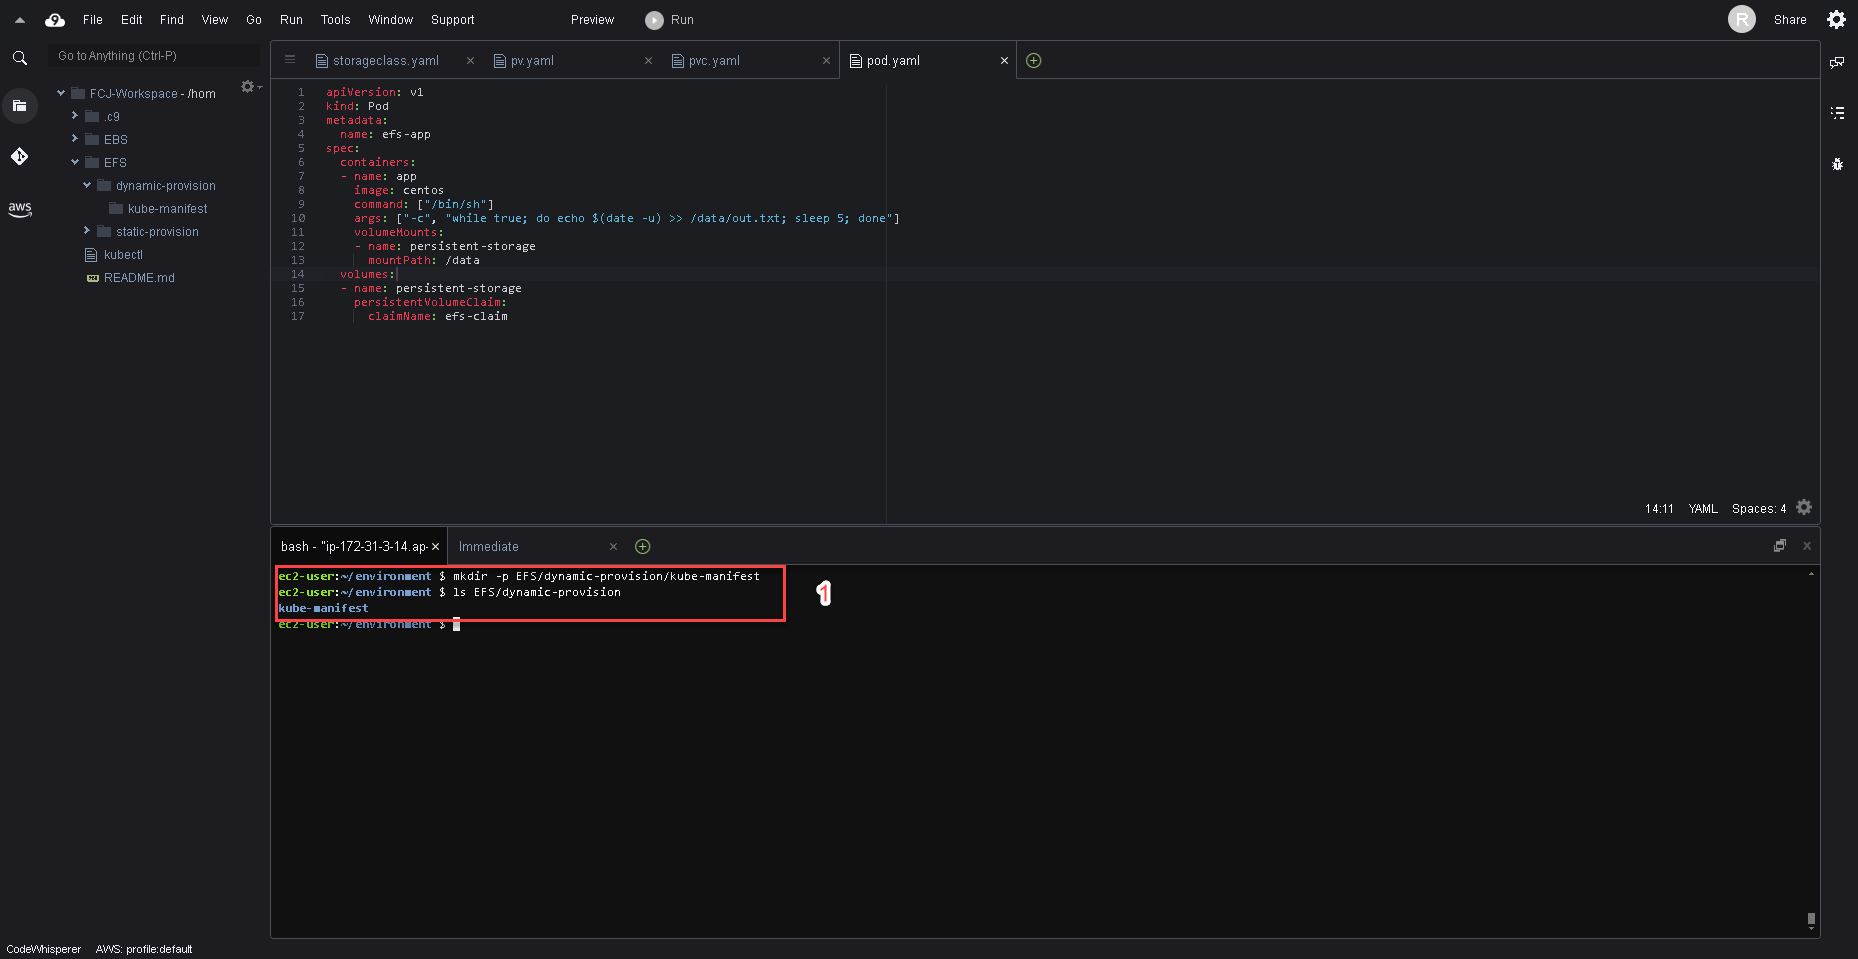 File Edit Find View Go Run Tools Window Support Preview Run R Share
Go to Anything (Ctrl-P)
FCJ-Workspace - /hom
.c9
EBS
EFS
dynamic-provision
kube-manifest
static-provision
kubectl
README.md
aws
storageclass.yaml pv.yaml pvc.yaml pod.yaml
1 apiVersion: v1
2 kind: Pod
3 metadata:
4 name: efs-app
5 spec:
6 containers:
7 - name: app
8 image: centos
9 command: ["/bin/sh"]
10 args: ["-c", "while true; do echo $(date -u) >> /data/out.txt; sleep 5; done"]
11 volumeMounts:
12 - name: persistent-storage
13 mountPath: /data
14 volumes:
15 - name: persistent-storage
16 persistentVolumeClaim:
17 claimName: efs-claim
14:11 YAML Spaces: 4
bash - "ip-172-31-3-14.ap- Immediate
ec2-user:~/environment $ mkdir -p EFS/dynamic-provision/kube-manifest
ec2-user:~/environment $ ls EFS/dynamic-provision
kube-manifest
ec2-user:~/environment $
1
CodeWhisperer AWS: profile:default